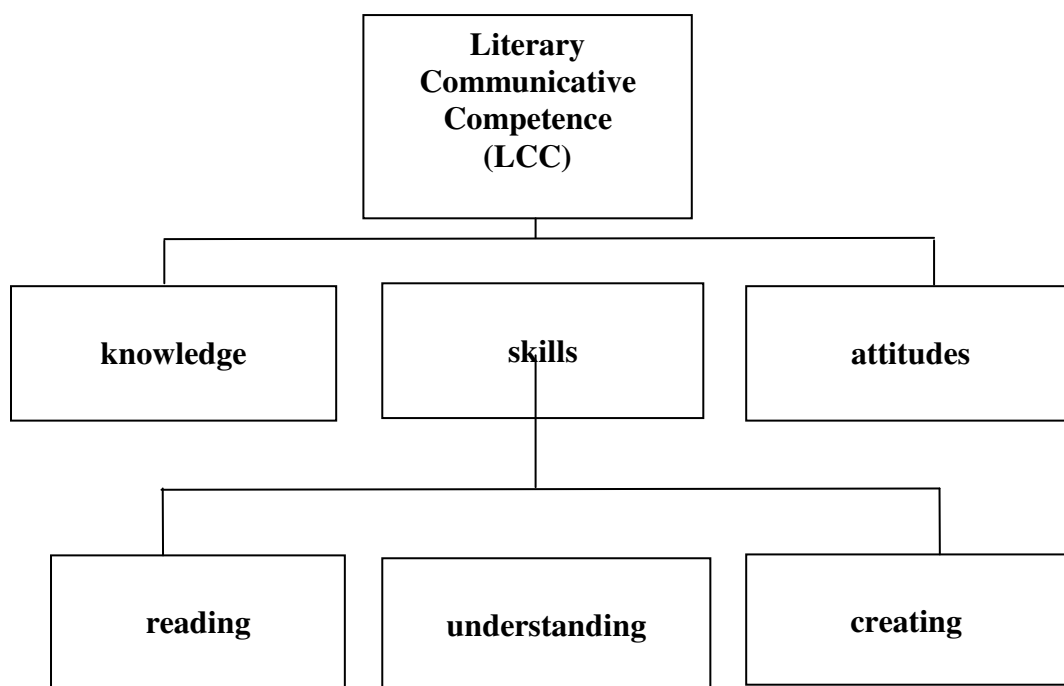 Literary
Communicative
Competence
(LCC)
knowledge
skills
attitudes
reading
understanding
creating